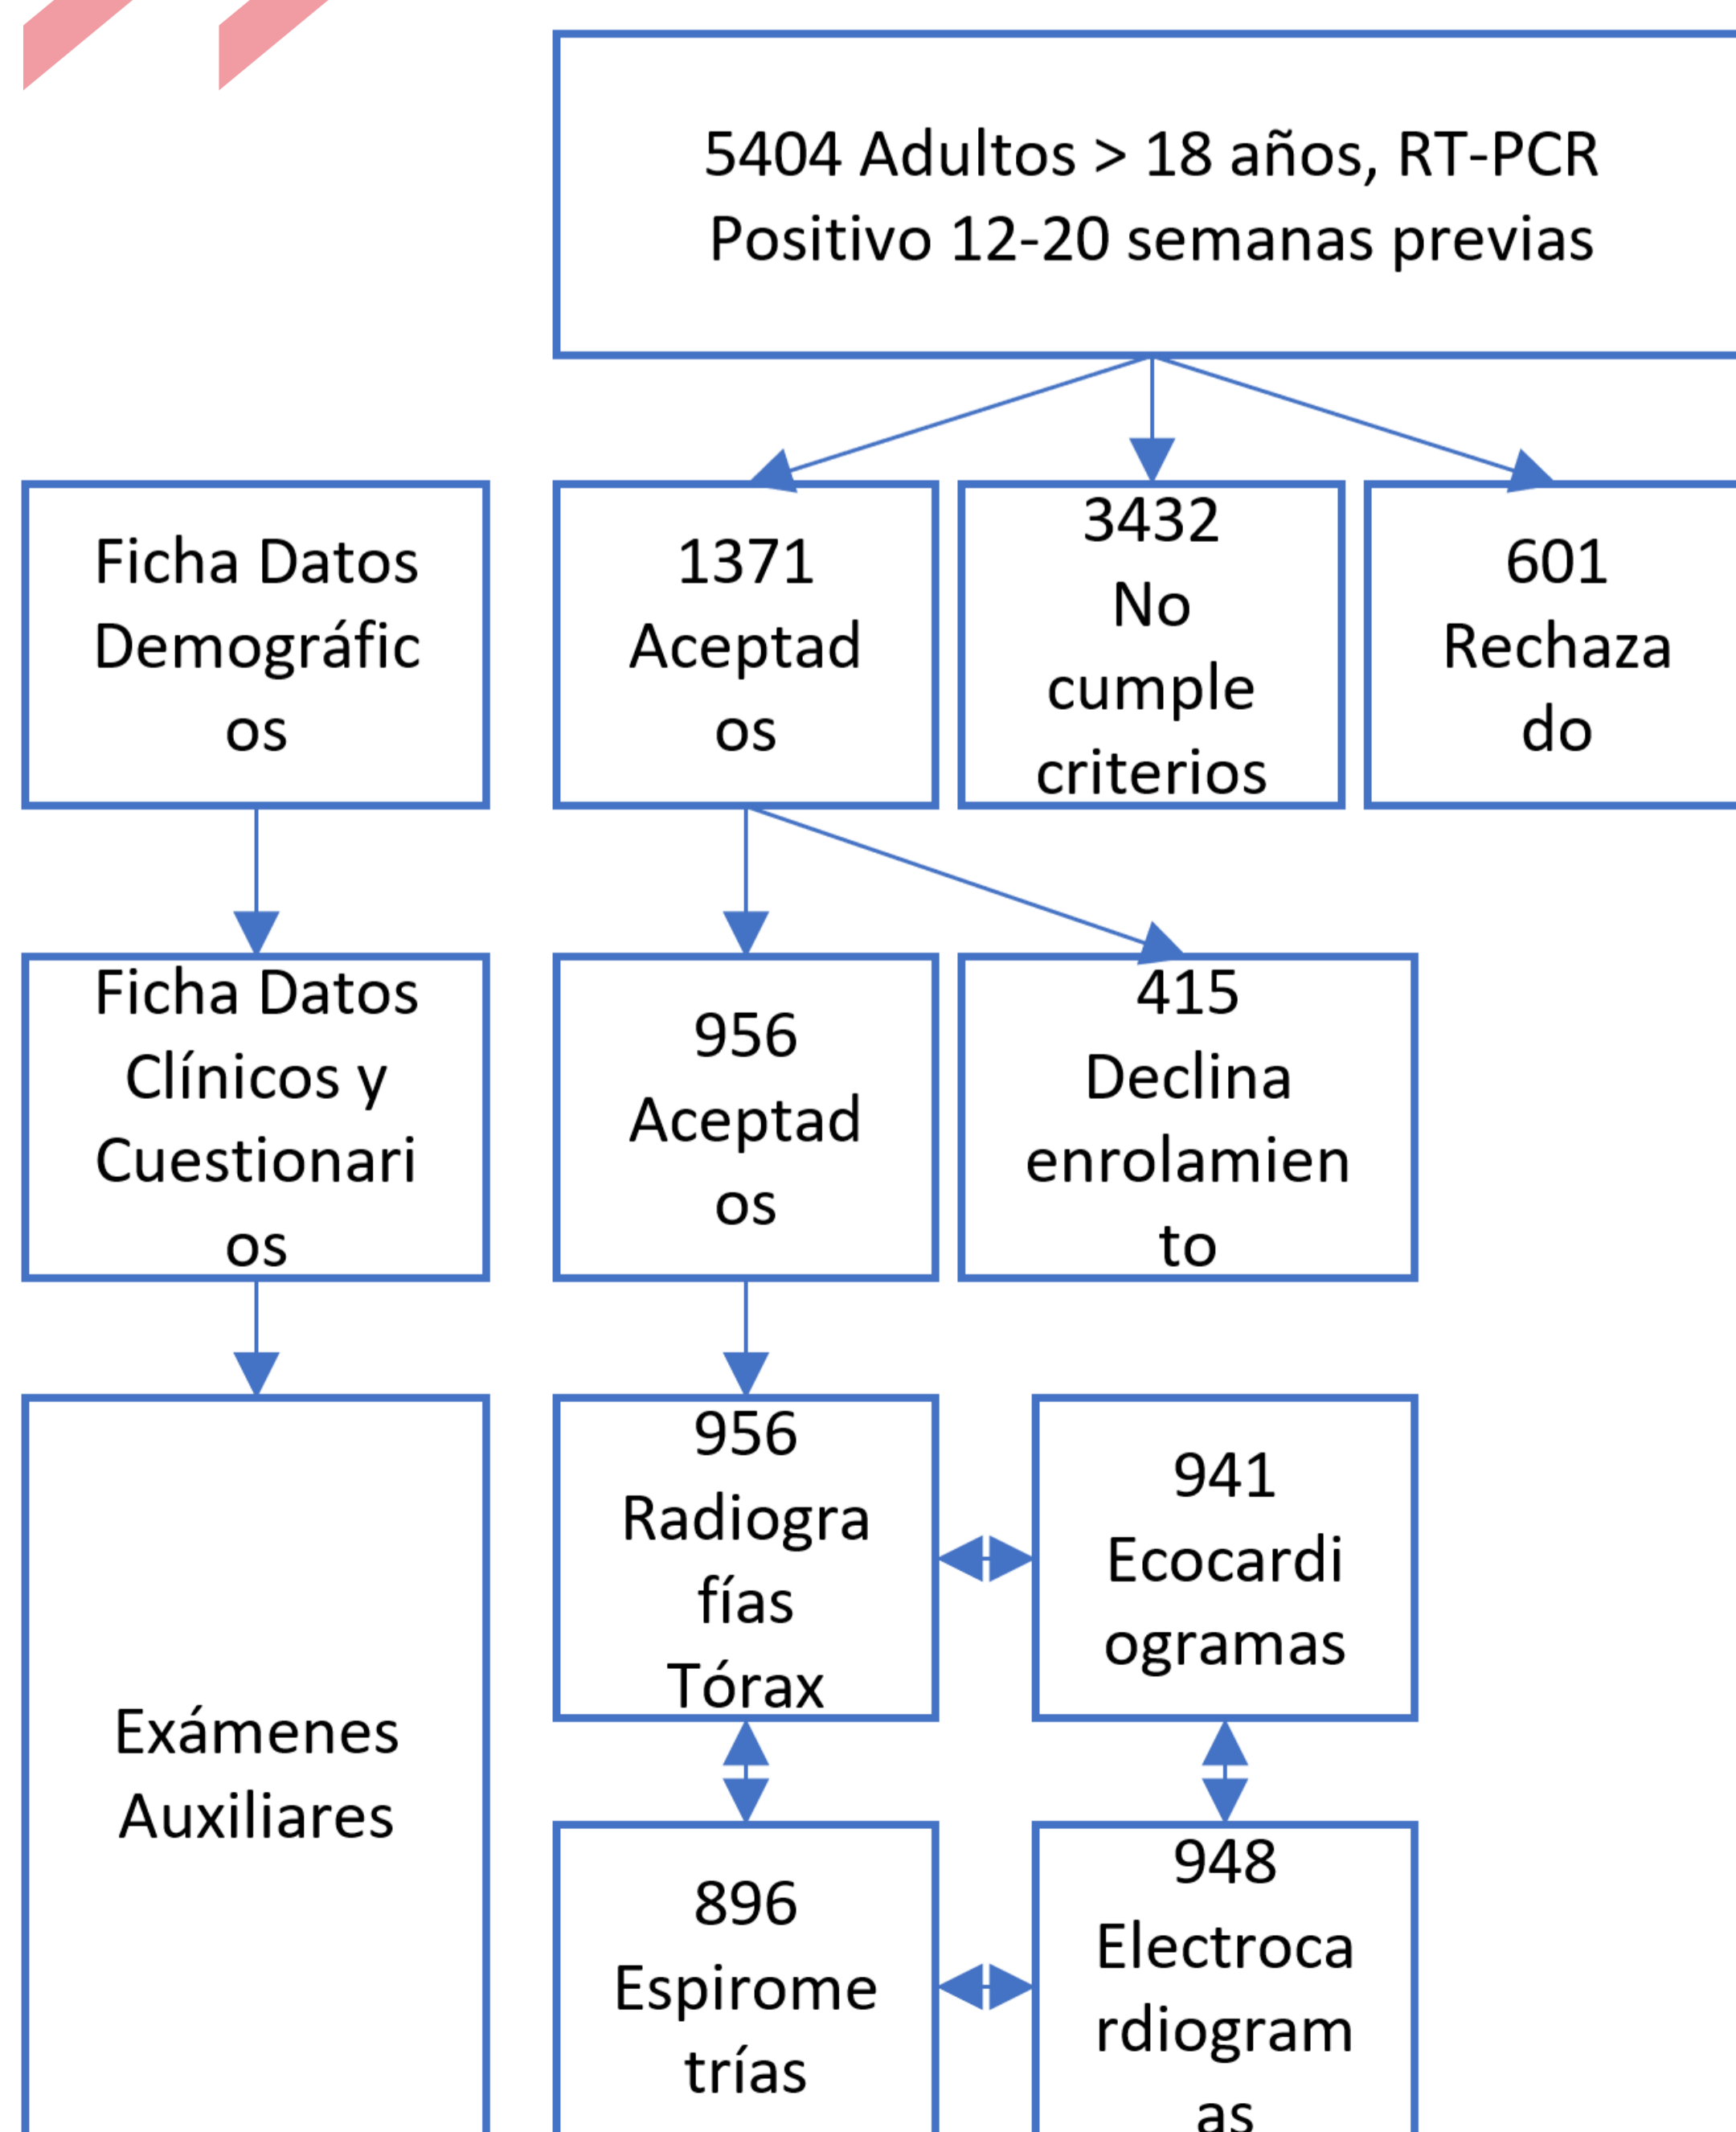 5404 Adultos > 18 años, RT-PCR
Positivo 12-20 semanas previas
Ficha Datos
Demográfic
os
1371
Aceptad
os
3432
No
cumple
criterios
601
Rechaza
do
Ficha Datos
Clínicos y
Cuestionari
os
956
Aceptad
os
415
Declina
enrolamien
to
Exámenes
Auxiliares
956
Radiogra
fías
Tórax
941
Ecocardi
ogramas
896
Espirome
trías
948
Electroca
rdiogram
as